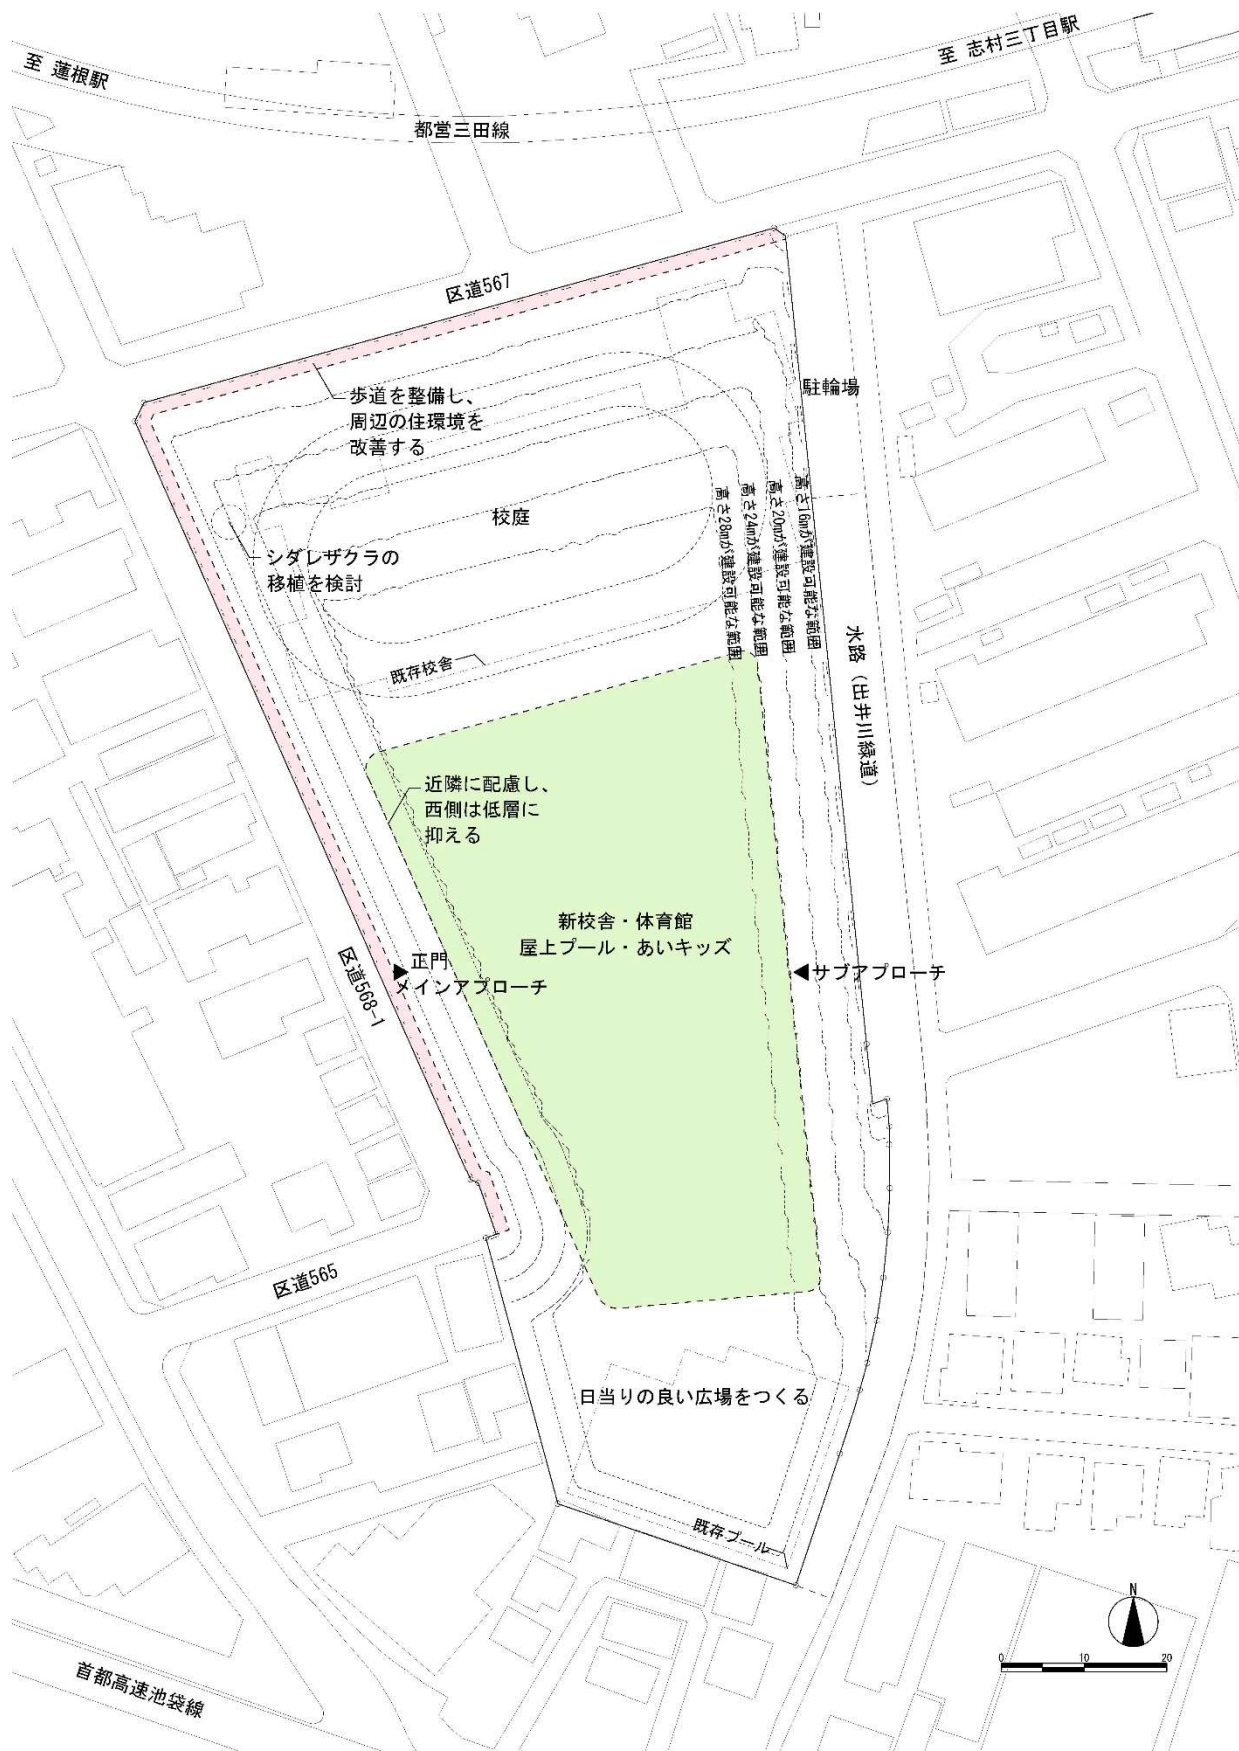 至 蓮根駅
至 志村三丁目駅
都営三田線
区道567
歩道を整備し、
周辺の住環境を
改善する
駐輪場
校庭
シダレザクラの
移植を検討
高さ28mが建設可能な範囲
高さ24mが建設可能な範囲
高さ20mが建設可能な範囲
高さ16mが建設可能な範囲
既存校舎
水路（出井川緑道）
近隣に配慮し、
西側は低層に
抑える
新校舎・体育館
屋上プール・あいキッズ
正門
メインアプローチ
サブアプローチ
区道568-1
区道565
日当りの良い広場をつくる
既存プール
首都高速池袋線
N
0 10 20